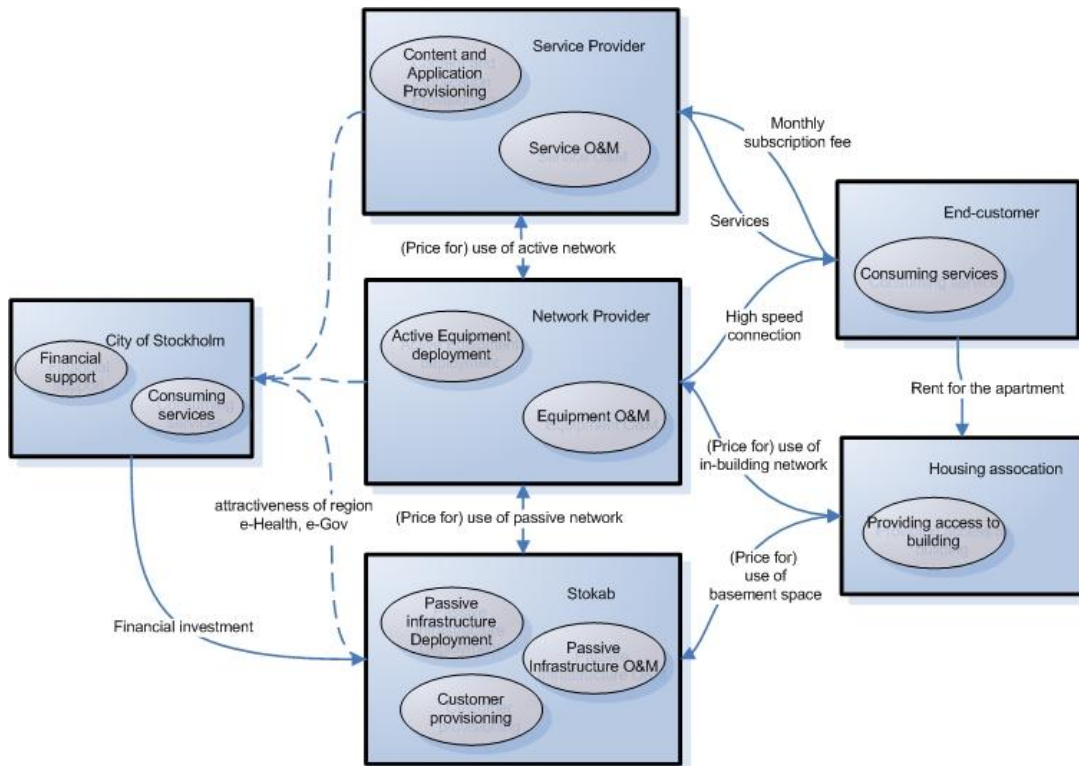 Service Provider
Content and
Application
Provisioning
Service O&M
Monthly
subscription fee
Services
End-customer
Consuming services
(Price for) use of active network
Network Provider
Active Equipment
deployment
Equipment O&M
High speed
connection
City of Stockholm
Financial
support
Consuming
services
Rent for the apartment
(Price for) use of
in-building network
Housing assocation
Providing access to
building
attractiveness of region
e-Health, e-Gov
(Price for) use of passive network
(Price for)
use of
basement space
Stokab
Passive
infrastructure
Deployment
Passive
Infrastructure O&M
Customer
provisioning
Financial investment